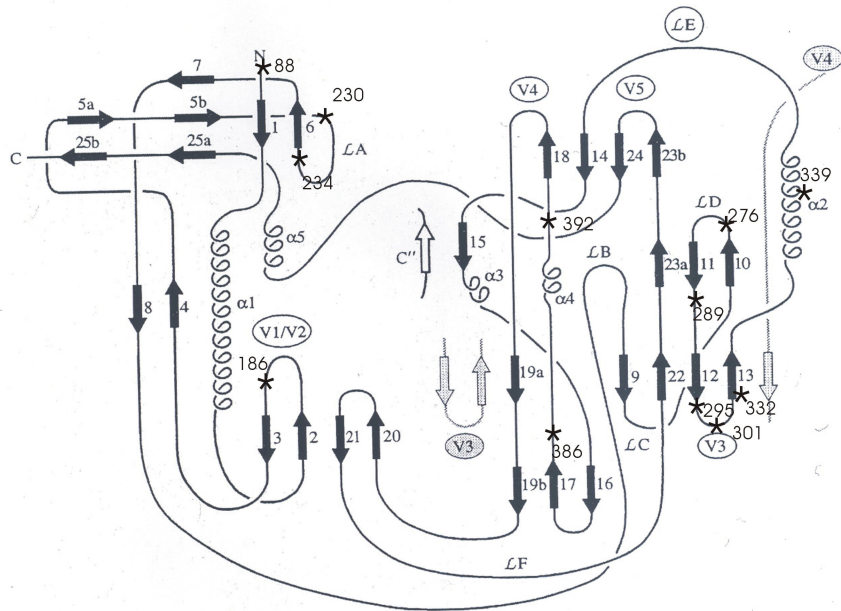 LE
V4
7
N
88
5a
5b
230
V4
V5
1
6
25b
25a
LA
C
18
14
24
23b
234
339
α2
LD
276
392
α5
15
C″
LB
α3
23a
11
10
α1
α4
8
4
289
V1/V2
186
19a
9
22
12
13
332
295
3
2
21
20
V3
LC
V3
301
386
19b
17
16
LF